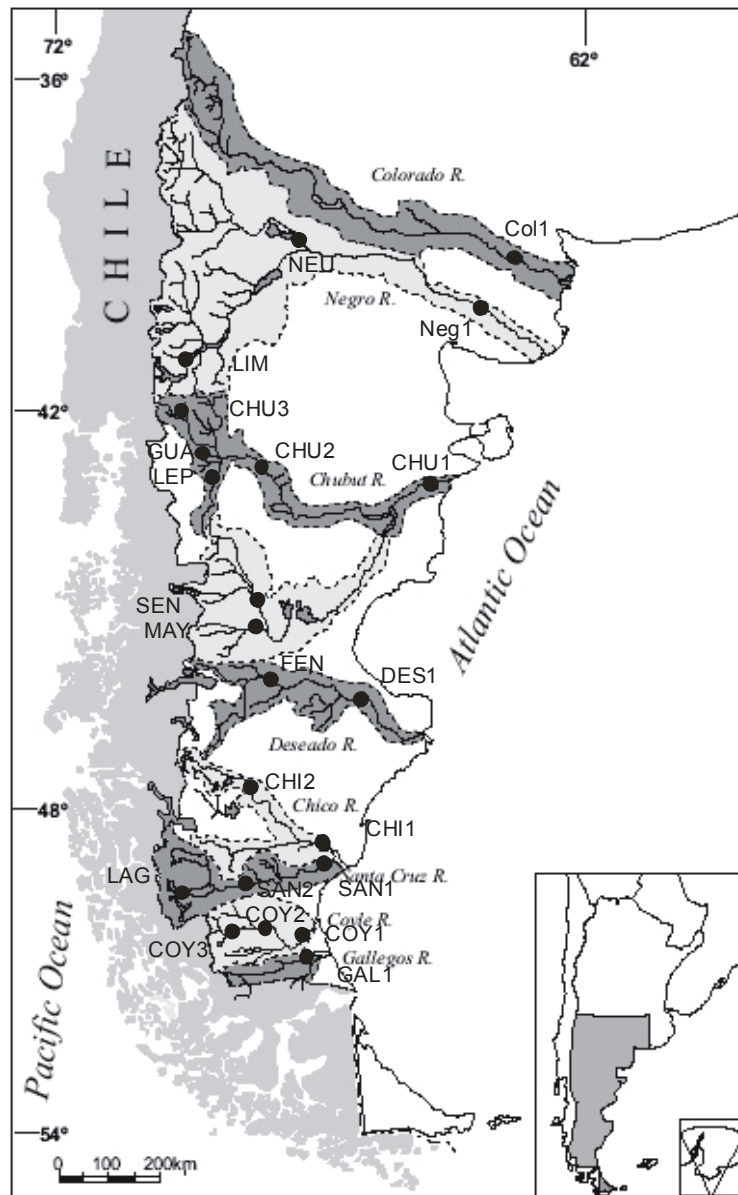 72°
62°
36°
CHILE
Colorado R.
Col1
NEU
Negro R.
Neg1
LIM
42°
CHU3
GUA
CHU2
LEP
CHU1
Chubut R.
Atlantic Ocean
SEN
MAY
FEN
DES1
Deseado R.
CHI2
Chico R.
48°
CHI1
LAG
Santa Cruz R.
SAN2
SAN1
COY2
Coyle R.
COY3
COY1
Gallegos R.
GAL1
Pacific Ocean
54°
0 100 200km